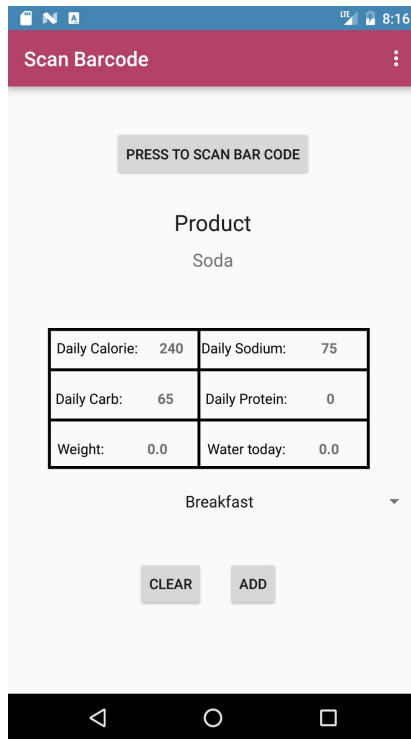 LTE 8:16
Scan Barcode
PRESS TO SCAN BAR CODE
Product
Soda
Daily Calorie: 240 Daily Sodium: 75
Daily Carb: 65 Daily Protein: 0
Weight: 0.0 Water today: 0.0
Breakfast
CLEAR ADD